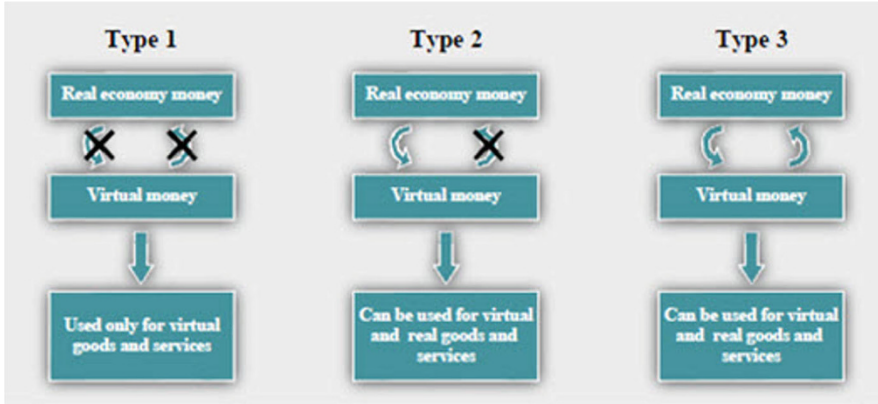 Type 1
Real economy money
Virtual money
Used only for virtual
goods and services
Type 2
Real economy money
Virtual money
Can be used for virtual
and real goods and
services
Type 3
Real economy money
Virtual money
Can be used for virtual
and real goods and
services